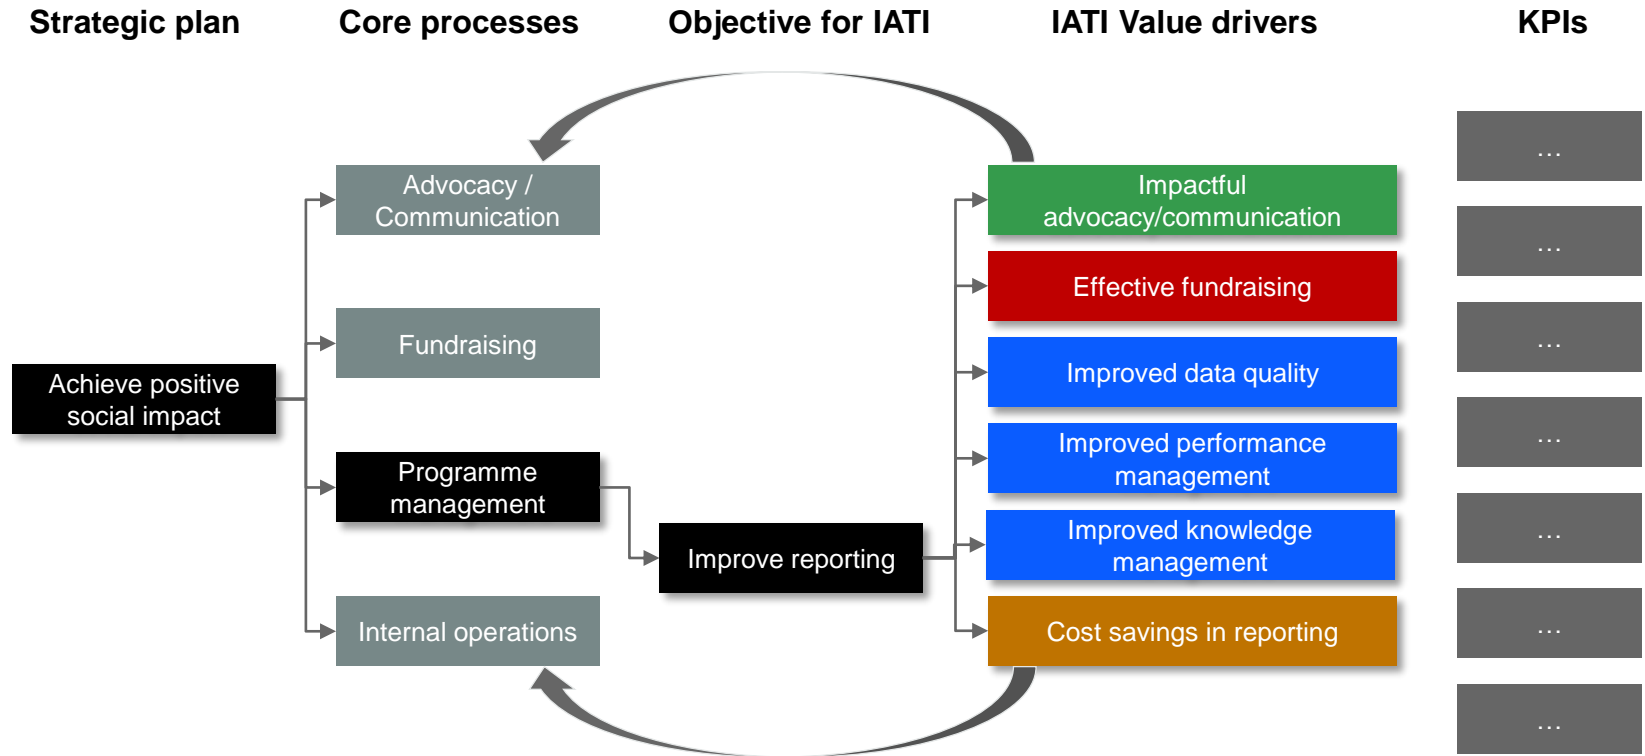 Strategic plan
Core processes
Objective for IATI
IATI Value drivers
KPIs
Achieve positive
social impact
Advocacy /
Communication
Fundraising
Programme
management
Internal operations
Improve reporting
Impactful
advocacy/communication
Effective fundraising
Improved data quality
Improved performance
management
Improved knowledge
management
Cost savings in reporting
…
…
…
…
…
…
…